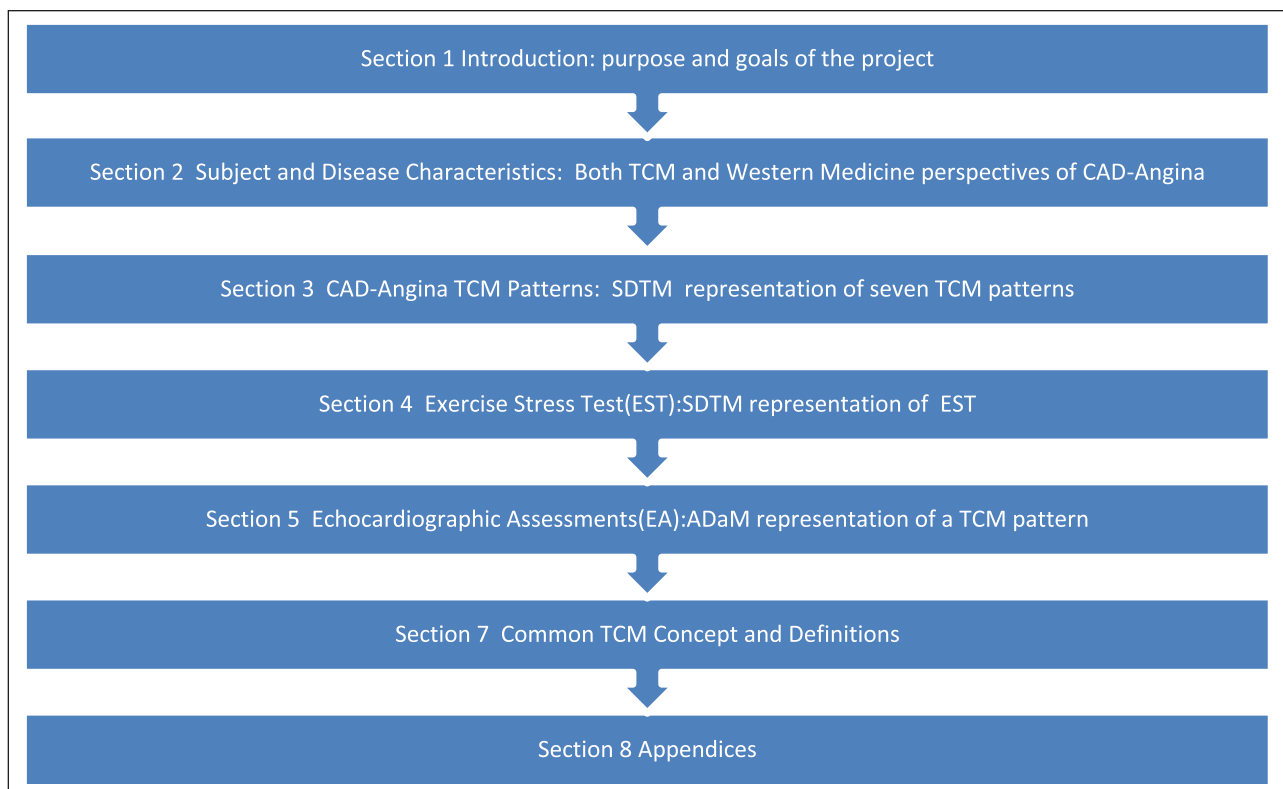 Section 1 Introduction: purpose and goals of the project
Section 2  Subject and Disease Characteristics:  Both TCM and Western Medicine perspectives of CAD-Angina
Section 3  CAD-Angina TCM Patterns:  SDTM  representation of seven TCM patterns
Section 4  Exercise Stress Test(EST):SDTM representation of  EST
Section 5  Echocardiographic Assessments(EA):ADaM representation of a TCM pattern
Section 7  Common TCM Concept and Definitions
Section 8 Appendices